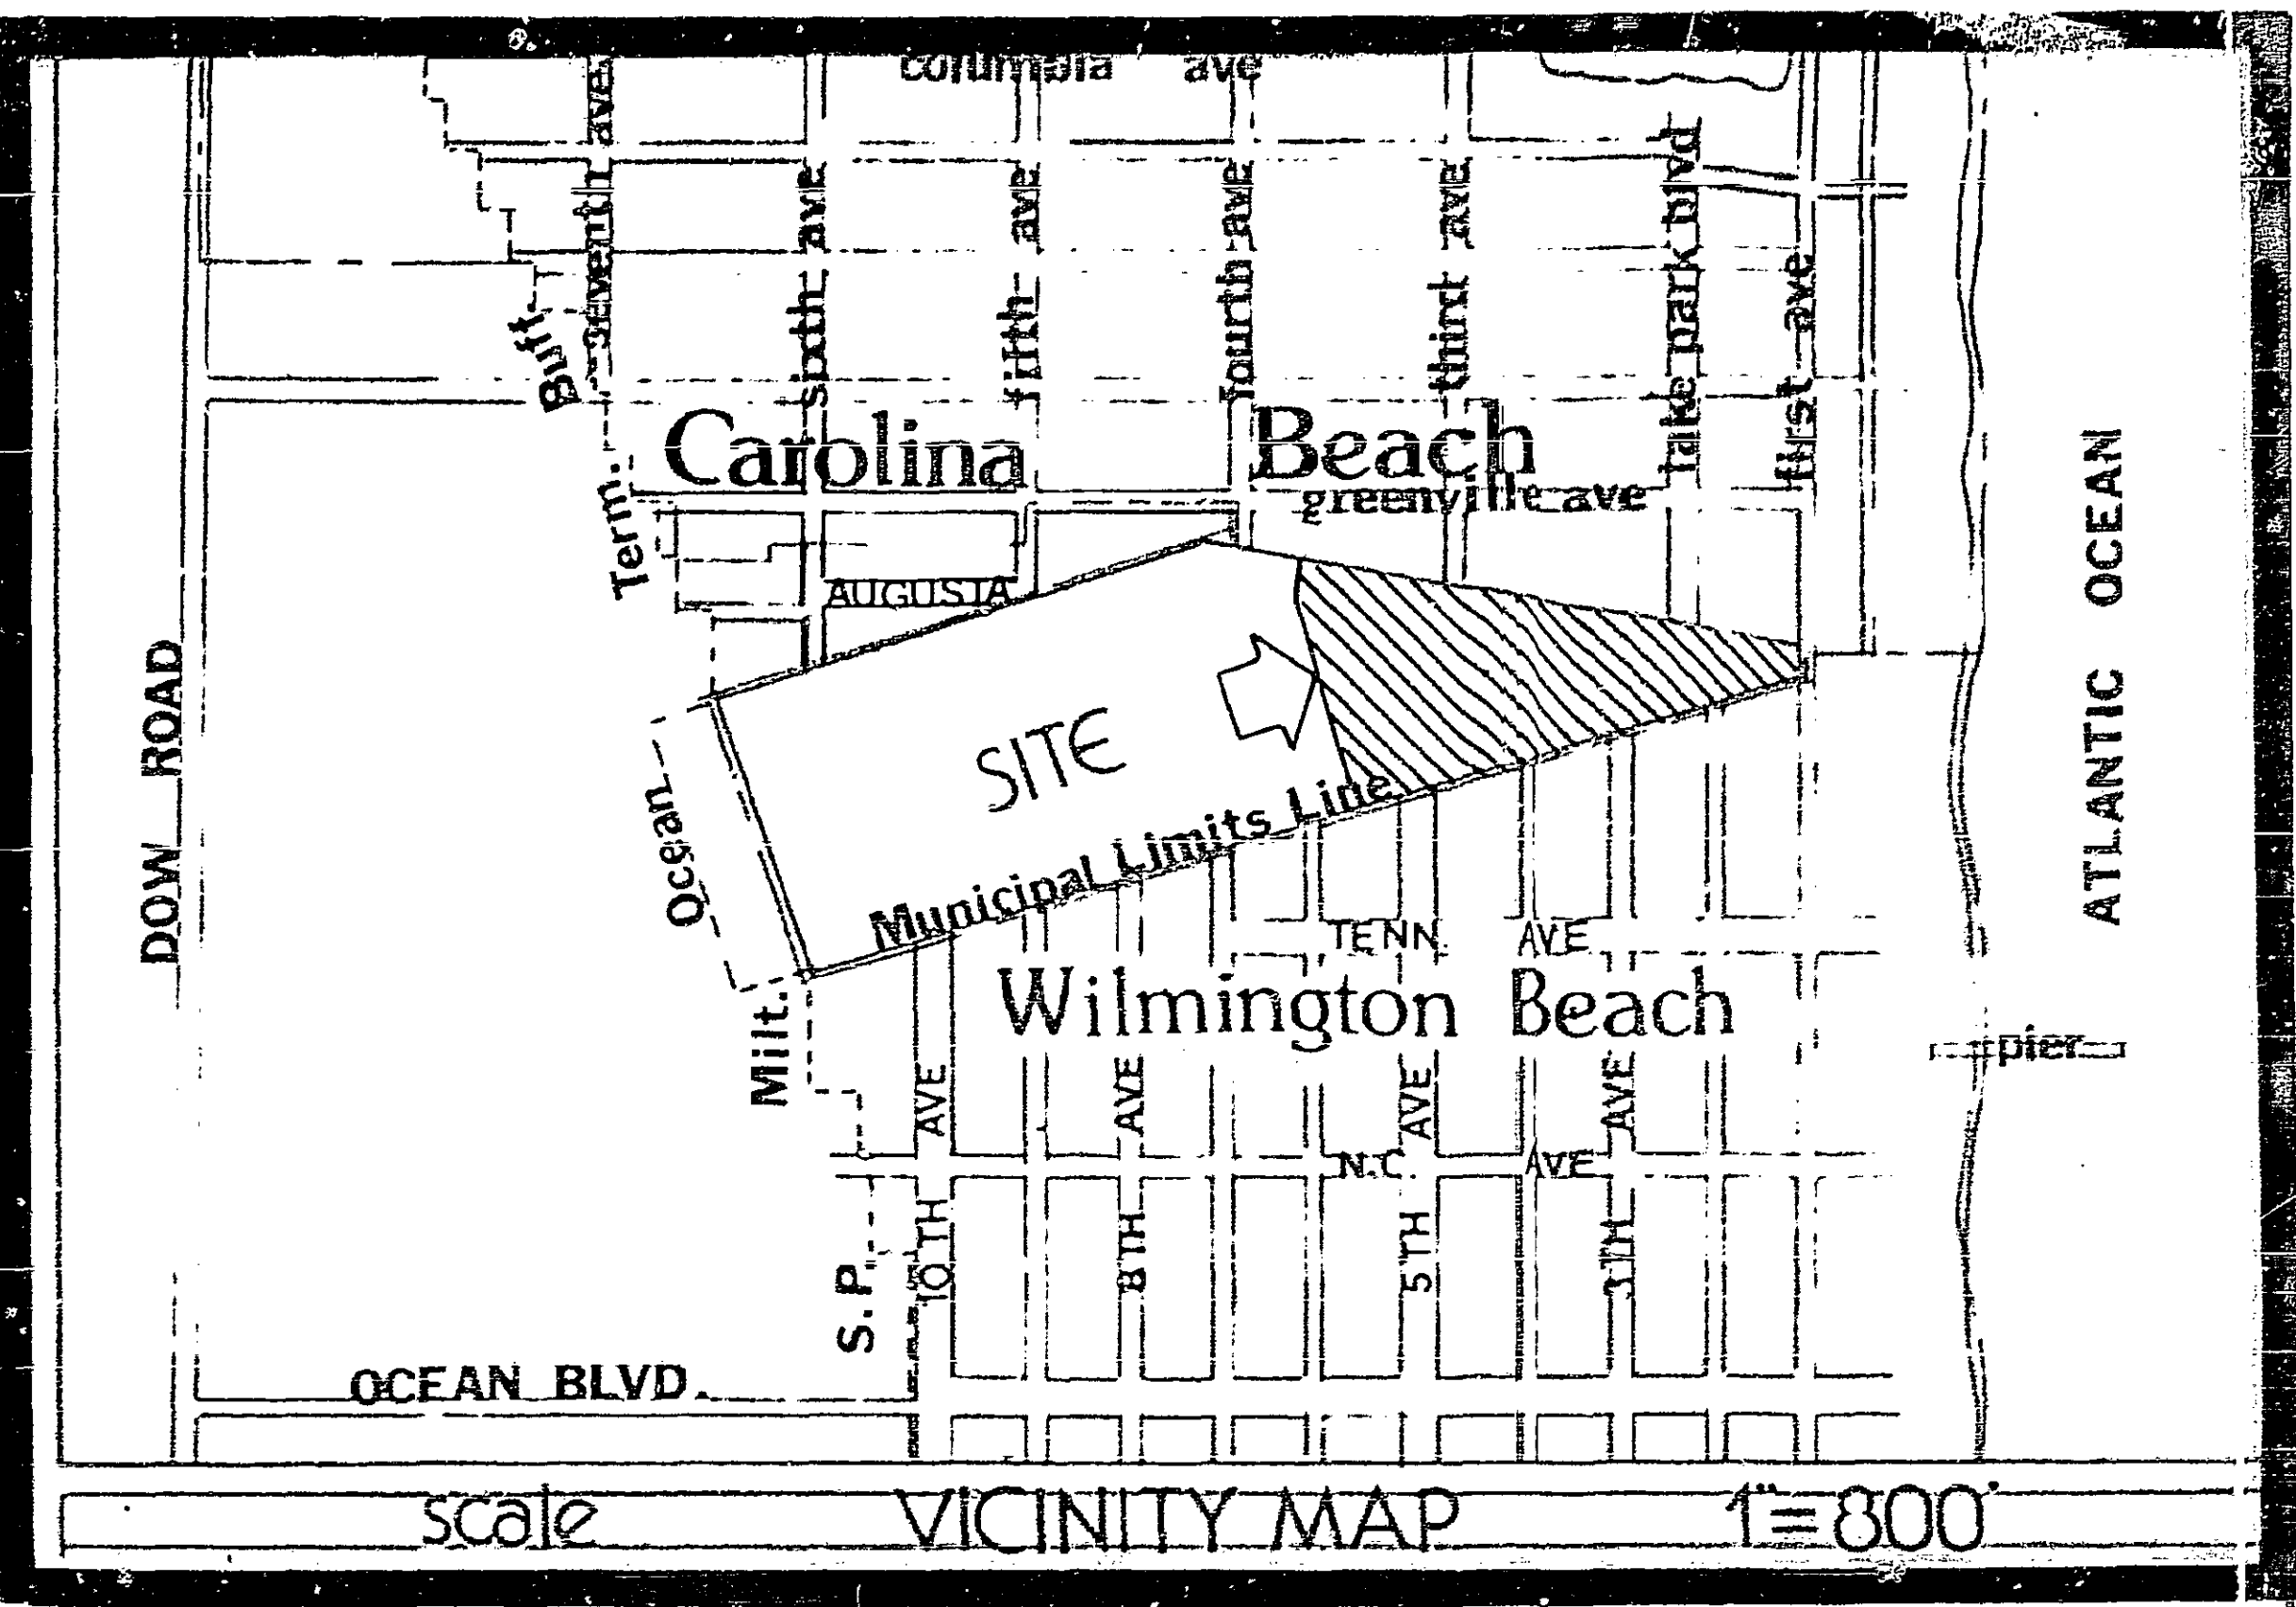 columbia ave
seventh ave
sixth ave
fifth ave
fourth ave
third ave
lake park blvd
first ave
Carolina Beach
greenville ave
AUGUSTA
DOW ROAD
S.P. Milt. Ocean Term. Buff.
SITE
Municipal Limits Line
ATLANTIC OCEAN
TENN. AVE
Wilmington Beach
pier
10TH AVE
8TH AVE
5TH AVE
3TH AVE
N.C. AVE
OCEAN BLVD.
scale VICINITY MAP 1"=800'